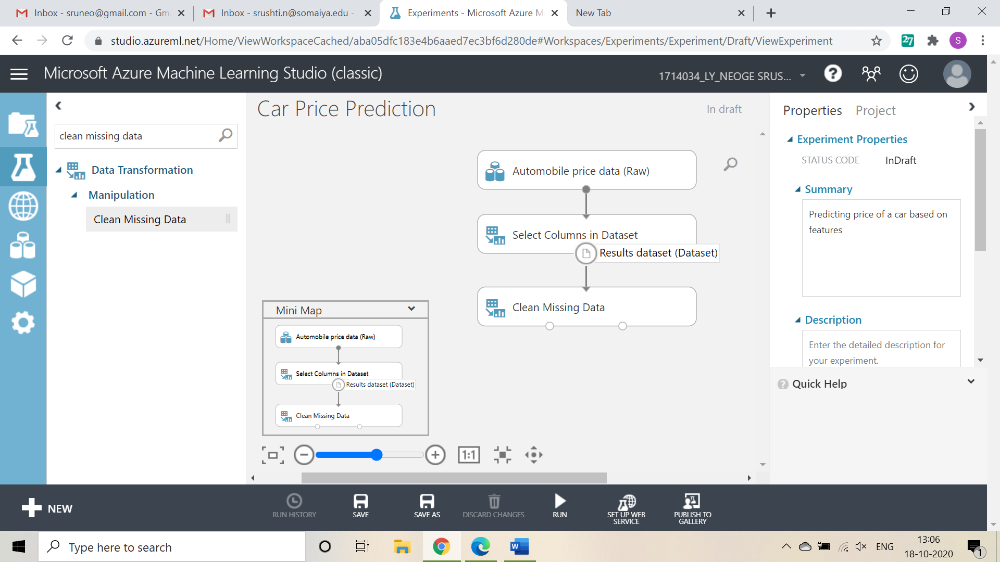 Inbox - sruneo@gmail.com - Gm
Inbox - srushti.n@somaiya.edu -
Experiments - Microsoft Azure M
New Tab
studio.azureml.net/Home/ViewWorkspaceCached/aba05dfc183e4b6aaed7ec3bf6d280de#Workspaces/Experiments/Experiment/Draft/ViewExperiment
27
S
Microsoft Azure Machine Learning Studio (classic)
1714034_LY_NEOGE SRUS...
?
clean missing data
Data Transformation
Manipulation
Clean Missing Data
Car Price Prediction
In draft
Automobile price data (Raw)
Select Columns in Dataset
Results dataset (Dataset)
Clean Missing Data
Mini Map
Automobile price data (Raw)
Select Columns in Dataset
Results dataset (Dataset)
Clean Missing Data
1:1
Properties
Project
Experiment Properties
STATUS CODE
InDraft
Summary
Predicting price of a car based on
features
Description
Enter the detailed description for
your experiment.
? Quick Help
NEW
RUN HISTORY
SAVE
SAVE AS
DISCARD CHANGES
RUN
SET UP WEB
SERVICE
PUBLISH TO
GALLERY
Type here to search
W
ENG
13:06
18-10-2020
1